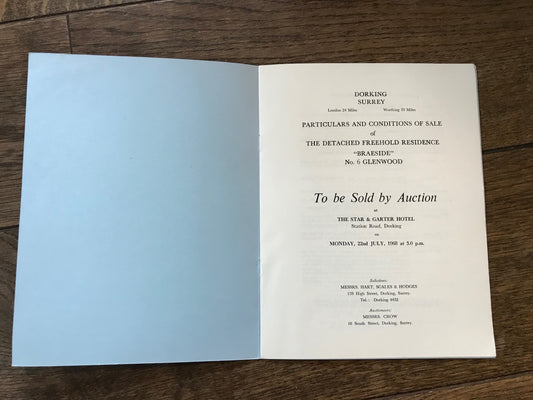 DORKING
SURREY
London 24 Miles Worthing 33 Miles
PARTICULARS AND CONDITIONS OF SALE
of
THE DETACHED FREEHOLD RESIDENCE
"BRAESIDE"
No. 6 GLENWOOD
To be Sold by Auction
at
THE STAR & GARTER HOTEL
Station Road, Dorking
on
MONDAY, 22nd JULY, 1968 at 3.0 p.m.
Solicitors:
MESSRS. HART, SCALES & HODGES
159 High Street, Dorking, Surrey.
Tel.: Dorking
Auctioneers:
MESSRS. CROW
10 South Street, Dorking, Surrey.